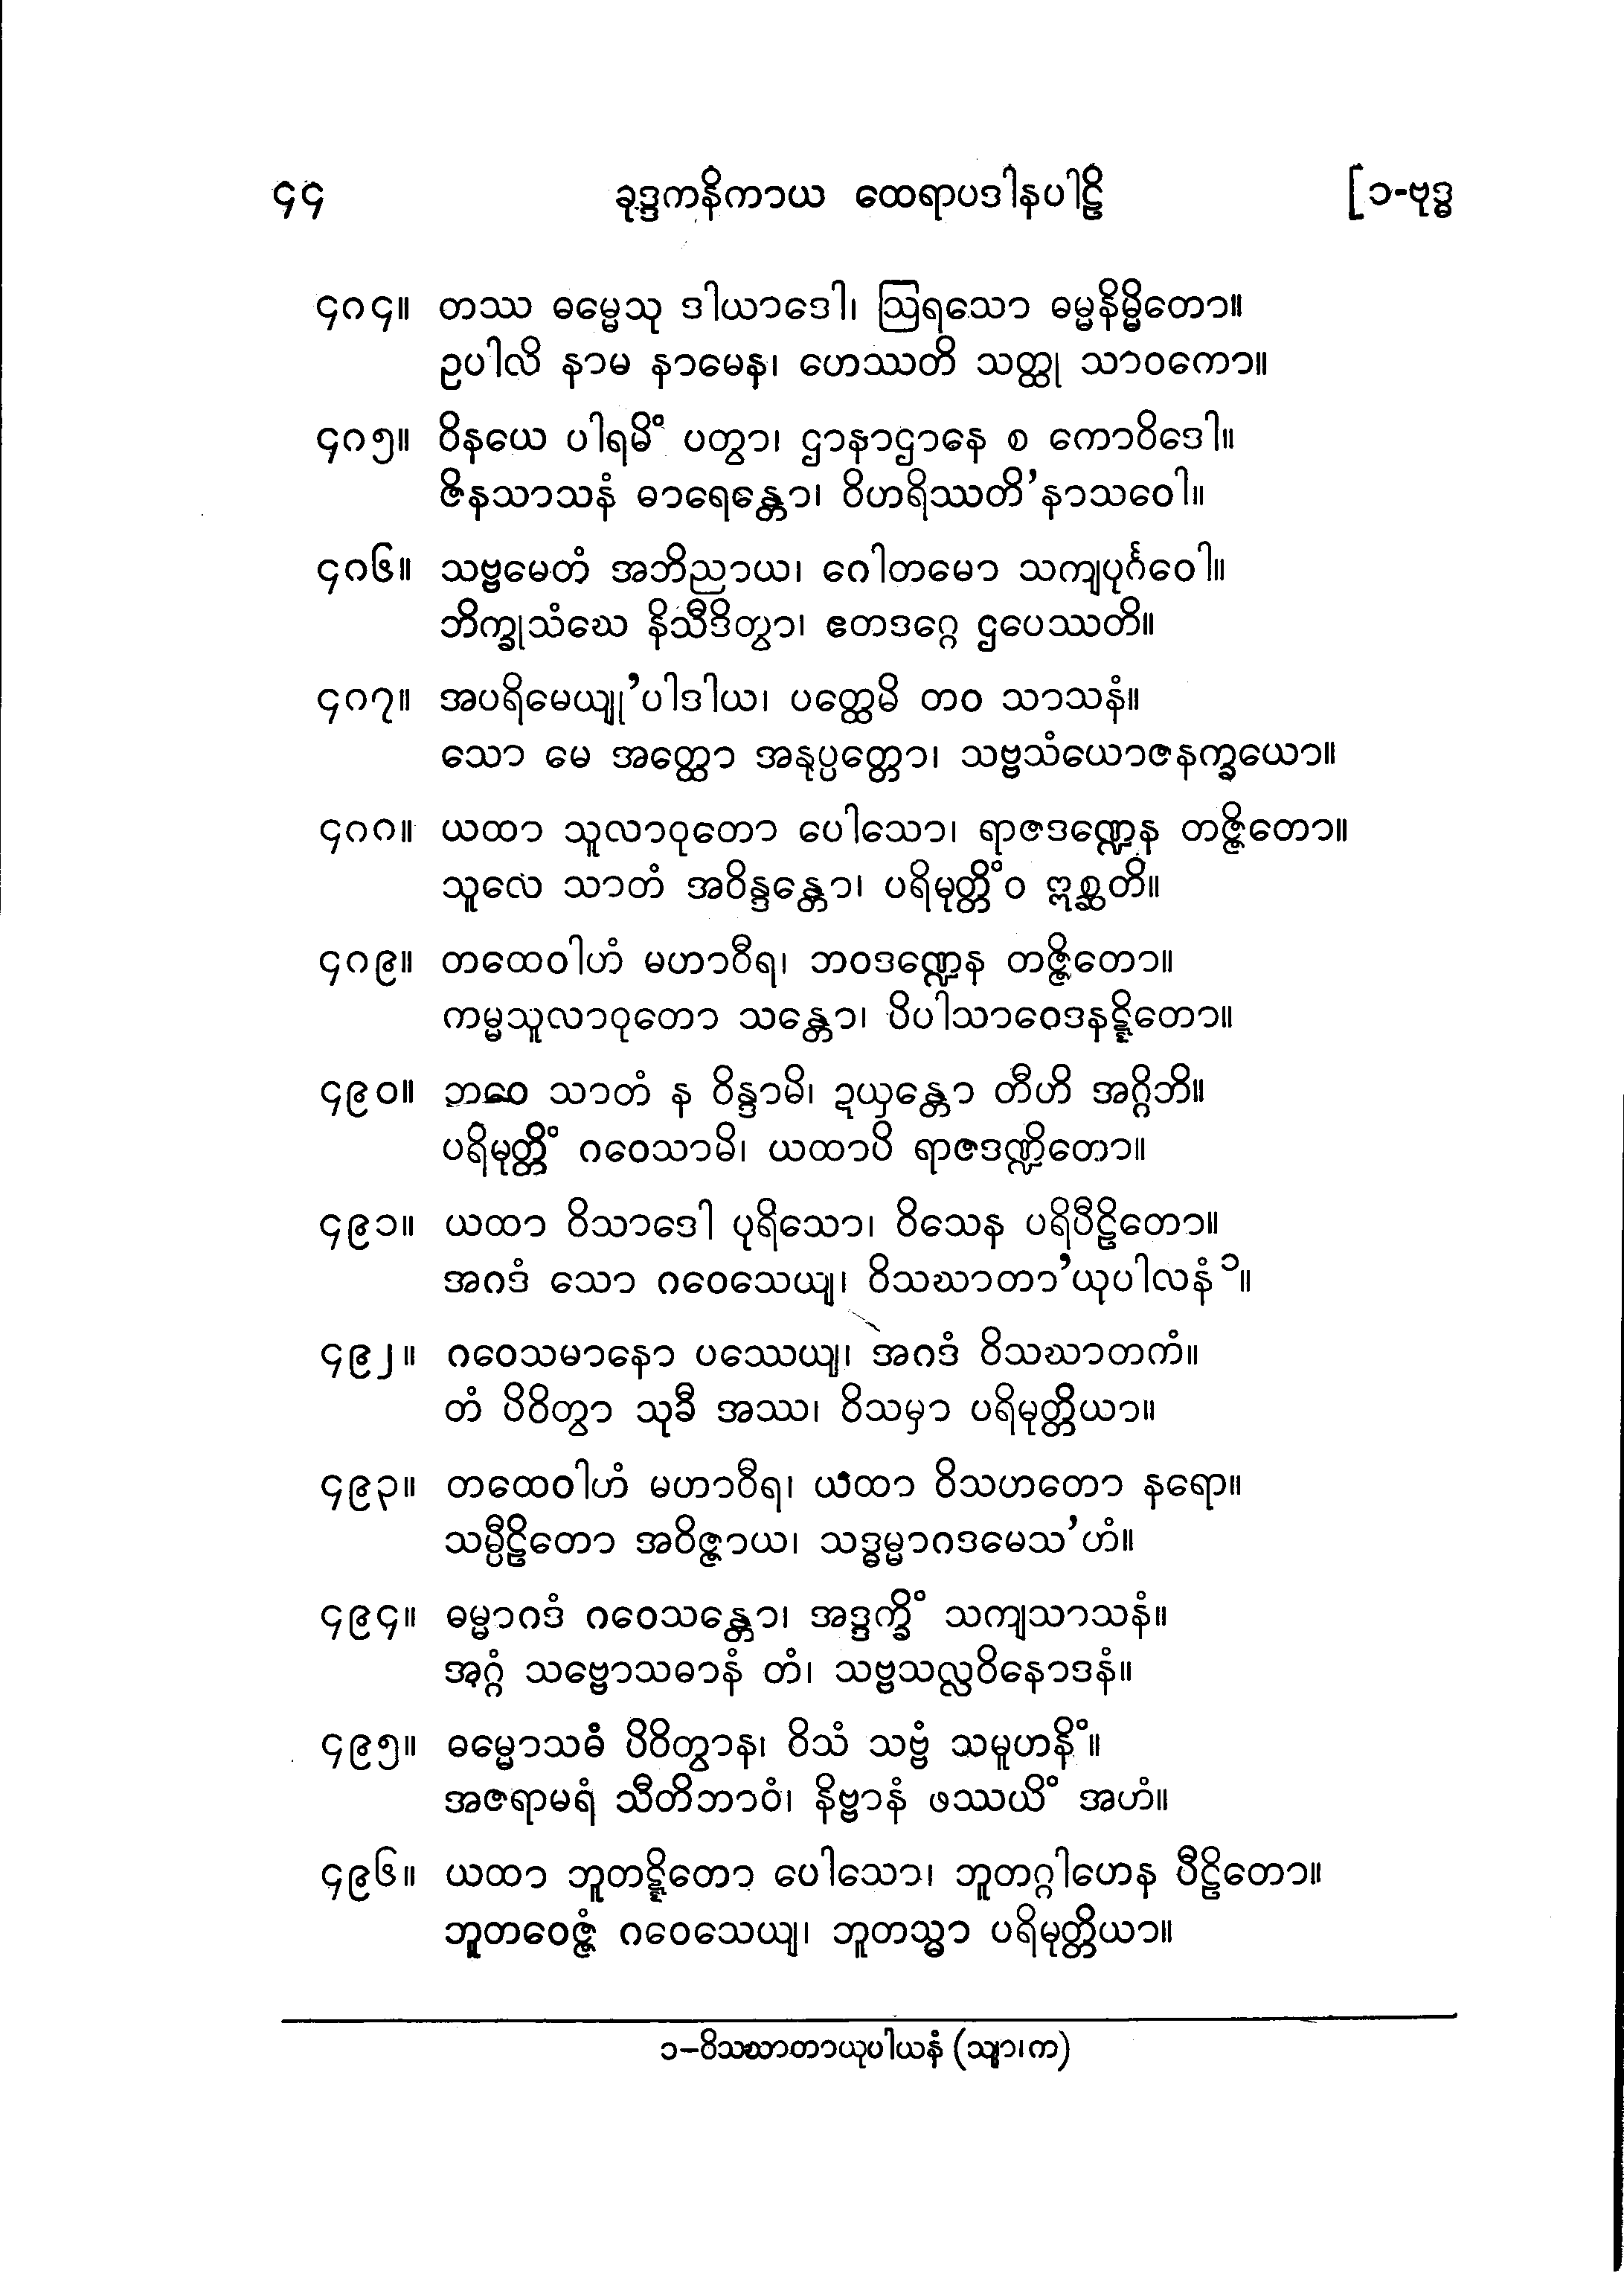 ၄၄ ခုဒ္ဒကနိကာယ ထေရာပဒါနပါဠိ [၁-ဗုဒ္ဓ
၄၈၄။ တဿ ဓမ္မေသု ဒါယာဒေါ၊ ဩရသော ဓမ္မနိမ္မိတော။
ဥပါလိ နာမ နာမေန၊ ဟေဿတိ သတ္ထု သာဝကော။
၄၈၅။ ဝိနယေ ပါရမိံ ပတွာ၊ ဌာနာဌာနေ စ ကောဝိဒေါ။
ဇိနသာသနံ ဓာရေန္တော၊ ဝိဟရိဿတိ’နာသဝေါ။
၄၈၆။ သဗ္ဗမေတံ အဘိညာယ၊ ဂေါတမော သကျပုင်္ဂဝေါ။
ဘိက္ခုသံဃေ နိသီဒိတွာ၊ ဧတဒဂ္ဂေ ဌပေဿတိ။
၄၈၇။ အပရိမေယျု’ပါဒါယ၊ ပတ္ထေမိ တဝ သာသနံ။
သော မေ အတ္ထော အနုပ္ပတ္တော၊ သဗ္ဗသံယောဇနက္ခယော။
၄၈၈။ ယထာ သူလာဝုတော ပေါသော၊ ရာဇဒဏ္ဍေန တဇ္ဇိတော။
သူလေ သာတံ အဝိန္ဒန္တော၊ ပရိမုတ္တိံဝ ဣစ္ဆတိ။
၄၈၉။ တထေဝါဟံ မဟာဝီရ၊ ဘဝဒဏ္ဍေန တဇ္ဇိတော။
ကမ္မသူလာဝုတော သန္တော၊ ပိပါသာဝေဒနဋ္ဋိတော။
၄၉၀။ ဘဝေ သာတံ န ဝိန္ဒာမိ၊ ဍယှန္တော တီဟိ အဂ္ဂိဘိ။
ပရိမုတ္တိံ ဂဝေသာမိ၊ ယထာပိ ရာဇဒဏ္ဍိတော။
၄၉၁။ ယထာ ဝိသာဒေါ ပုရိသော၊ ဝိသေန ပရိပီဠိတော။
အဂဒံ သော ဂဝေသေယျ၊ ဝိသဃာတာ’ယုပါလနံ ၁။
၄၉၂။ ဂဝေသမာနော ပဿေယျ၊ အဂဒံ ဝိသဃာတကံ။
တံ ပိဝိတွာ သုခီ အဿ၊ ဝိသမှာ ပရိမုတ္တိယာ။
၄၉၃။ တထေဝါဟံ မဟာဝီရ၊ ယထာ ဝိသဟတော နရော။
သမ္ပီဠိတော အဝိဇ္ဇာယ၊ သဒ္ဓမ္မာဂဒမေသ’ဟံ။
၄၉၄။ ဓမ္မာဂဒံ ဂဝေသန္တော၊ အဒ္ဒက္ခိံ သကျသာသနံ။
အဂ္ဂံ သဗ္ဗောသဓာနံ တံ၊ သဗ္ဗသလ္လဝိနောဒနံ။
၄၉၅။ ဓမ္မောသဓံ ပိဝိတွာန၊ ဝိသံ သဗ္ဗံ သမူဟနိံ။
အဇရာမရံ သီတိဘာဝံ၊ နိဗ္ဗာနံ ဖဿယိံ အဟံ။
၄၉၆။ ယထာ ဘူတဋ္ဋိတော ပေါသော၊ ဘူတဂ္ဂါဟေန ပီဠိတော။
ဘူတဝေဇ္ဇံ ဂဝေသေယျ၊ ဘူတသ္မာ ပရိမုတ္တိယာ။
၁–ဝိသဃာတာယုပါယနံ (သျာ၊က)